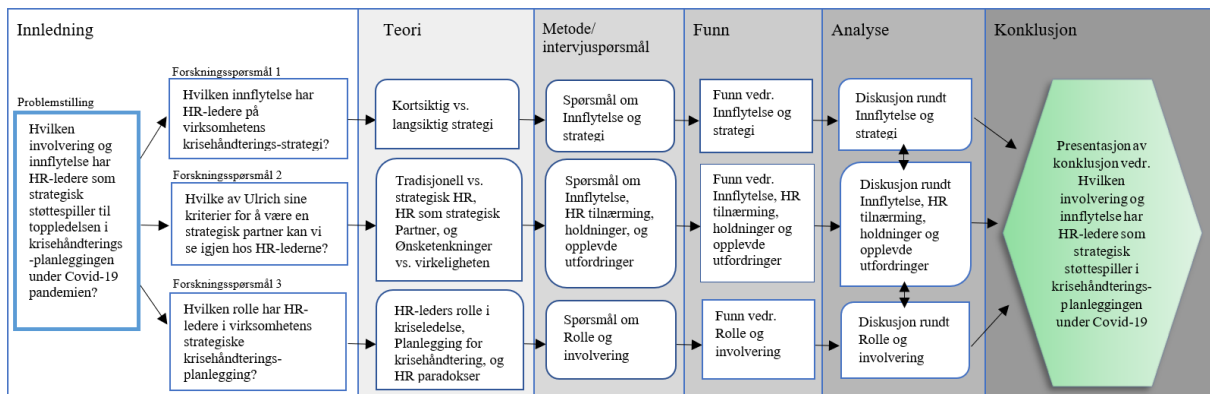 Innledning
Problemstilling
Hvilken
involvering og
innflytelse har
HR-ledere som
strategisk
støttespiller til
toppledelsen i
krisehåndterings
-planleggingen
under Covid-19
pandemien?
Forskningsspørsmål 1
Hvilken innflytelse har
HR-ledere på
virksomhetens
krisehåndterings-strategi?
Forskningsspørsmål 2
Hvilke av Ulrich sine
kriterier for å være en
strategisk partner kan vi
se igjen hos HR-lederne?
Forskningsspørsmål 3
Hvilken rolle har HR-
ledere i virksomhetens
strategiske
krisehåndterings-
planlegging?
Teori
Kortsiktig vs.
langsiktig strategi
Tradisjonell vs.
strategisk HR,
HR som strategisk
Partner, og
Ønsketenkninger
vs. virkeligheten
HR-leders rolle i
kriseledelse,
Planlegging for
krisehåndtering, og
HR paradokser
Metode/
intervjuspørsmål
Spørsmål om
Innflytelse og
strategi
Spørsmål om
Innflytelse,
HR tilnærming,
holdninger, og
opplevde
utfordringer
Spørsmål om
Rolle og
involvering
Funn
Funn vedr.
Innflytelse og
strategi
Funn vedr.
Innflytelse, HR
tilnærming,
holdninger og
opplevde
utfordringer
Funn vedr.
Rolle og
involvering
Analyse
Diskusjon rundt
Innflytelse og
strategi
Diskusjon rundt
Innflytelse, HR
tilnærming,
holdninger og
opplevde
utfordringer
Diskusjon rundt
Rolle og
involvering
Konklusjon
Presentasjon av
konklusjon vedr.
Hvilken
involvering og
innflytelse har
HR-ledere som
strategisk
støttespiller i
krisehåndterings-
planleggingen
under Covid-19